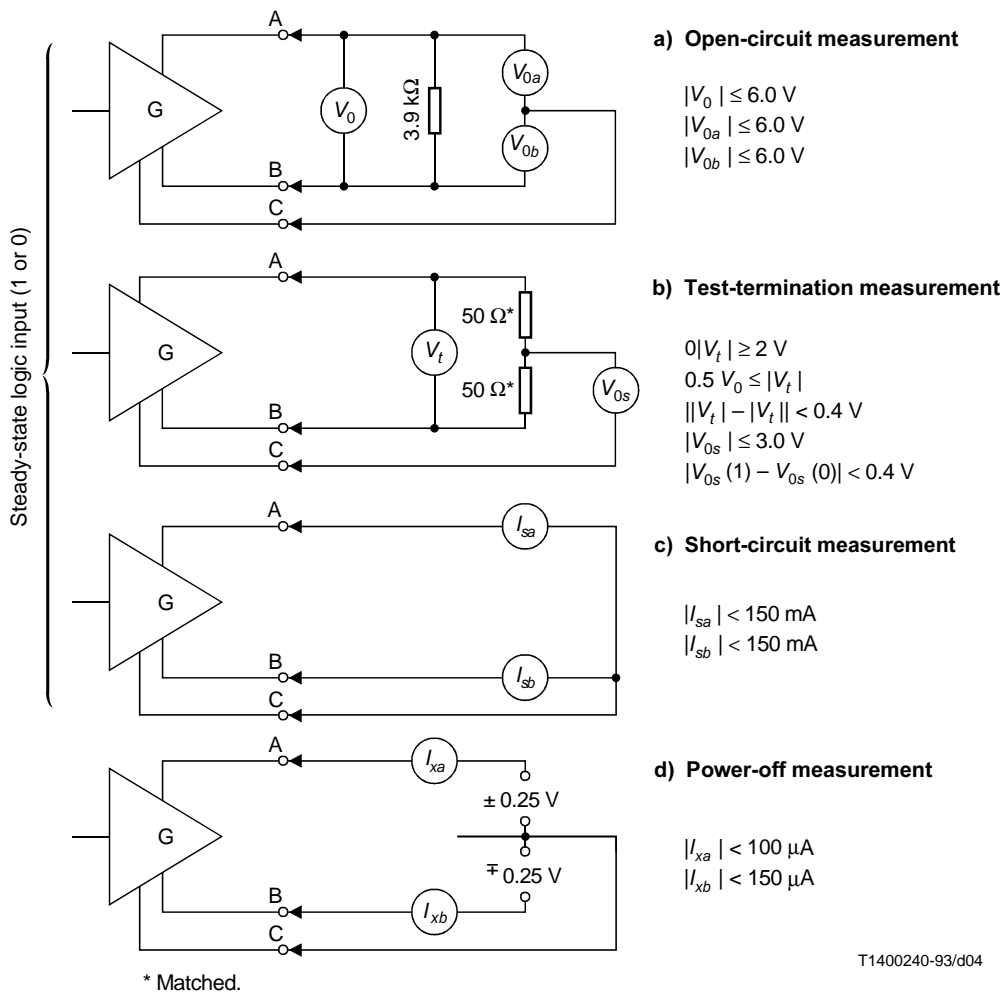 Steady-state logic input (1 or 0)
A
G
V0
3.9 kΩ
V0a
V0b
B
C
a) Open-circuit measurement
|V0 | ≤ 6.0 V
|V0a | ≤ 6.0 V
|V0b | ≤ 6.0 V
A
G
Vt
50 Ω*
50 Ω*
V0s
B
C
b) Test-termination measurement
0|Vt | ≥ 2 V
0.5 V0 ≤ |Vt |
||Vt | – |Vt || < 0.4 V
|V0s | ≤ 3.0 V
|V0s (1) – V0s (0)| < 0.4 V
A
G
Isa
B
Isb
C
c) Short-circuit measurement
|Isa | < 150 mA
|Isb | < 150 mA
A
G
Ixa
± 0.25 V
∓ 0.25 V
B
Ixb
C
d) Power-off measurement
|Ixa | < 100 µA
|Ixb | < 150 µA
T1400240-93/d04
* Matched.